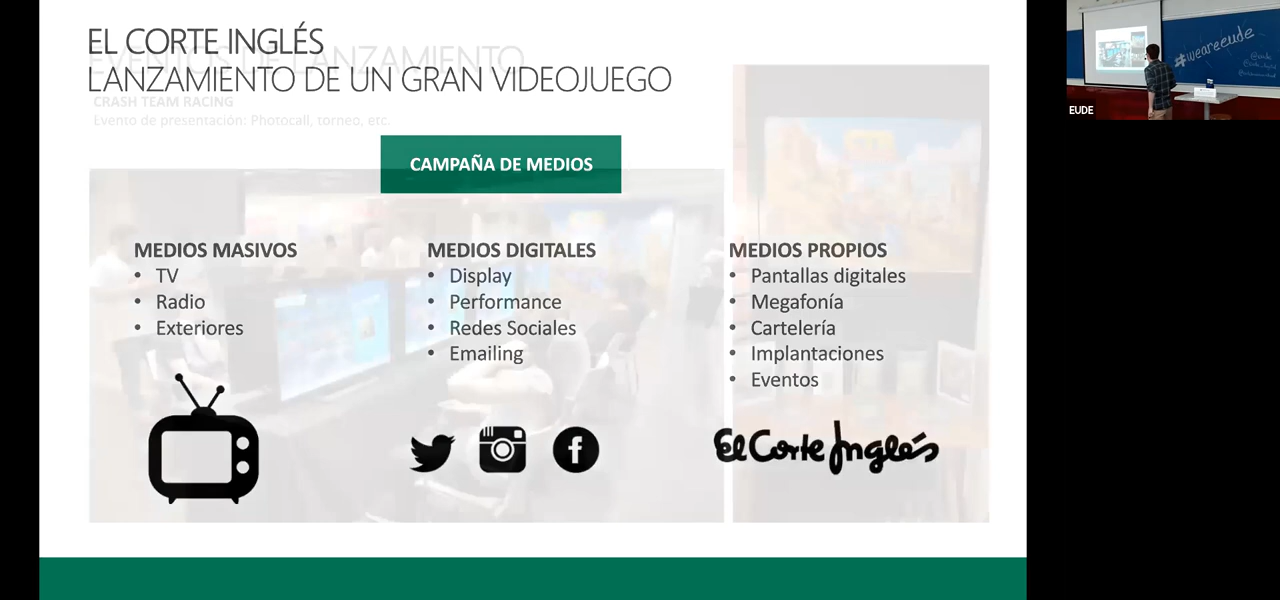 EL CORTE INGLÉS
EVENTOS DE LANZAMIENTO
LANZAMIENTO DE UN GRAN VIDEOJUEGO
CRASH TEAM RACING
Evento de presentación: Photocall, torneo, etc.
CAMPAÑA DE MEDIOS
MEDIOS MASIVOS
• TV
• Radio
• Exteriores
MEDIOS DIGITALES
• Display
• Performance
• Redes Sociales
• Emailing
MEDIOS PROPIOS
• Pantallas digitales
• Megafonía
• Cartelería
• Implantaciones
• Eventos
El Corte Inglés
#weareeude
EUDE